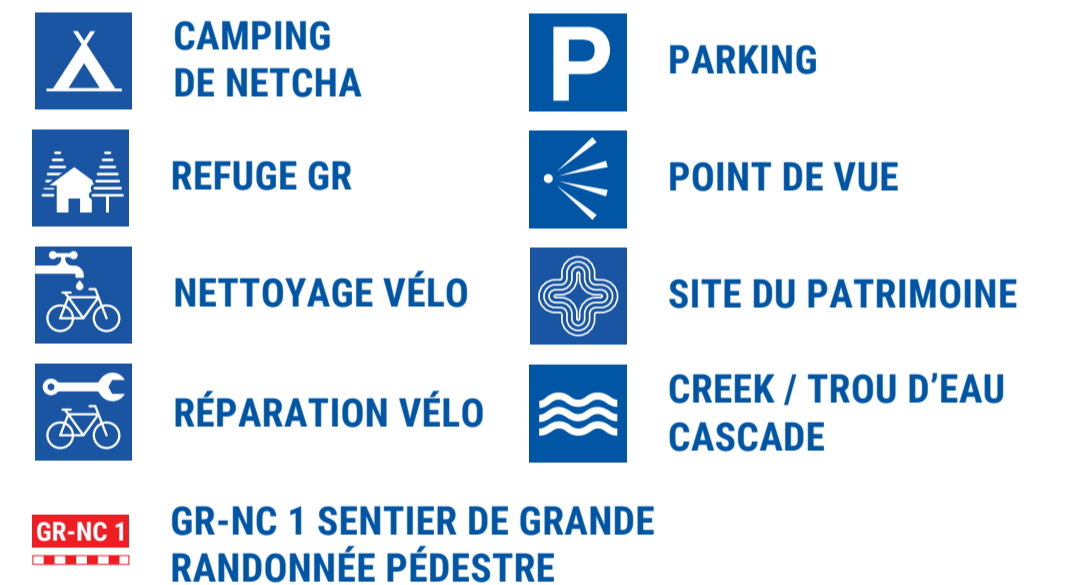 CAMPING
DE NETCHA
REFUGE GR
NETTOYAGE VÉLO
RÉPARATION VÉLO
P
PARKING
POINT DE VUE
SITE DU PATRIMOINE
CREEK / TROU D’EAU
CASCADE
GR-NC 1
GR-NC 1 SENTIER DE GRANDE
RANDONNÉE PÉDESTRE